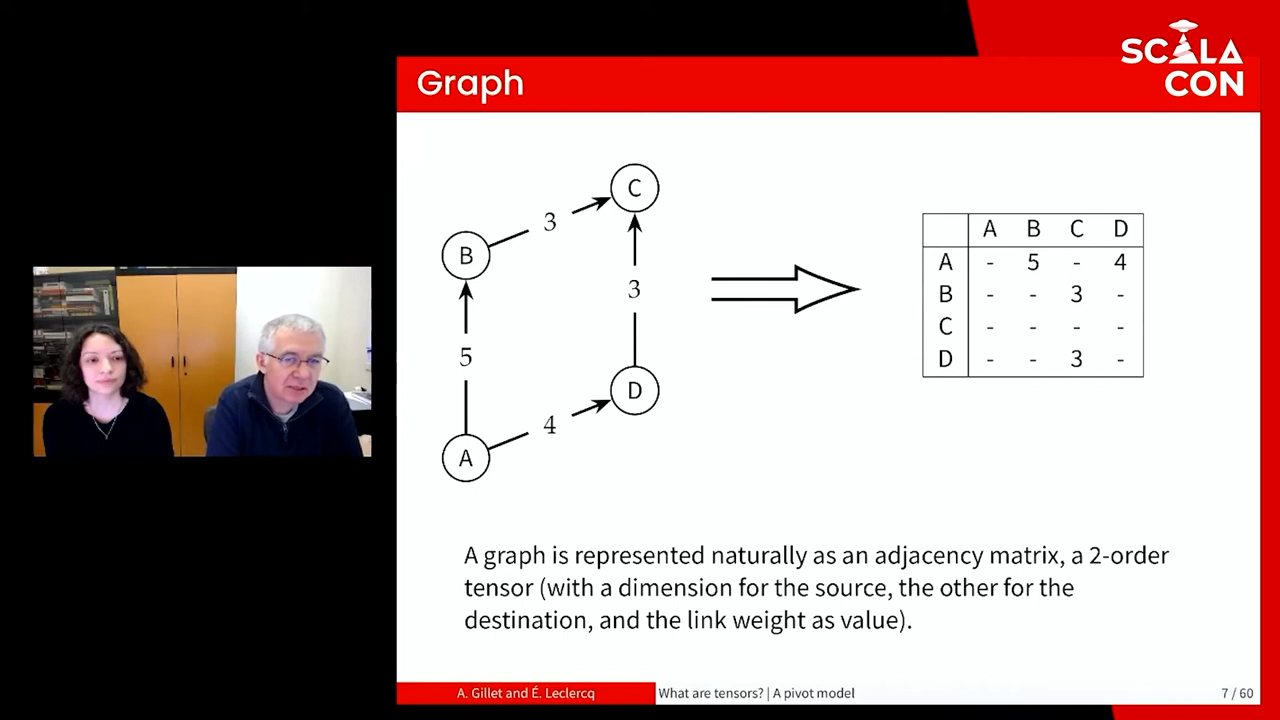 SCALA
CON
Graph
C
3
B
3
5
D
4
A
A B C D
A - 5 - 4
B - - 3 -
C - - - -
D - - 3 -
A graph is represented naturally as an adjacency matrix, a 2-order
tensor (with a dimension for the source, the other for the
destination, and the link weight as value).
A. Gillet and É. Leclercq
What are tensors? | A pivot model
7 / 60